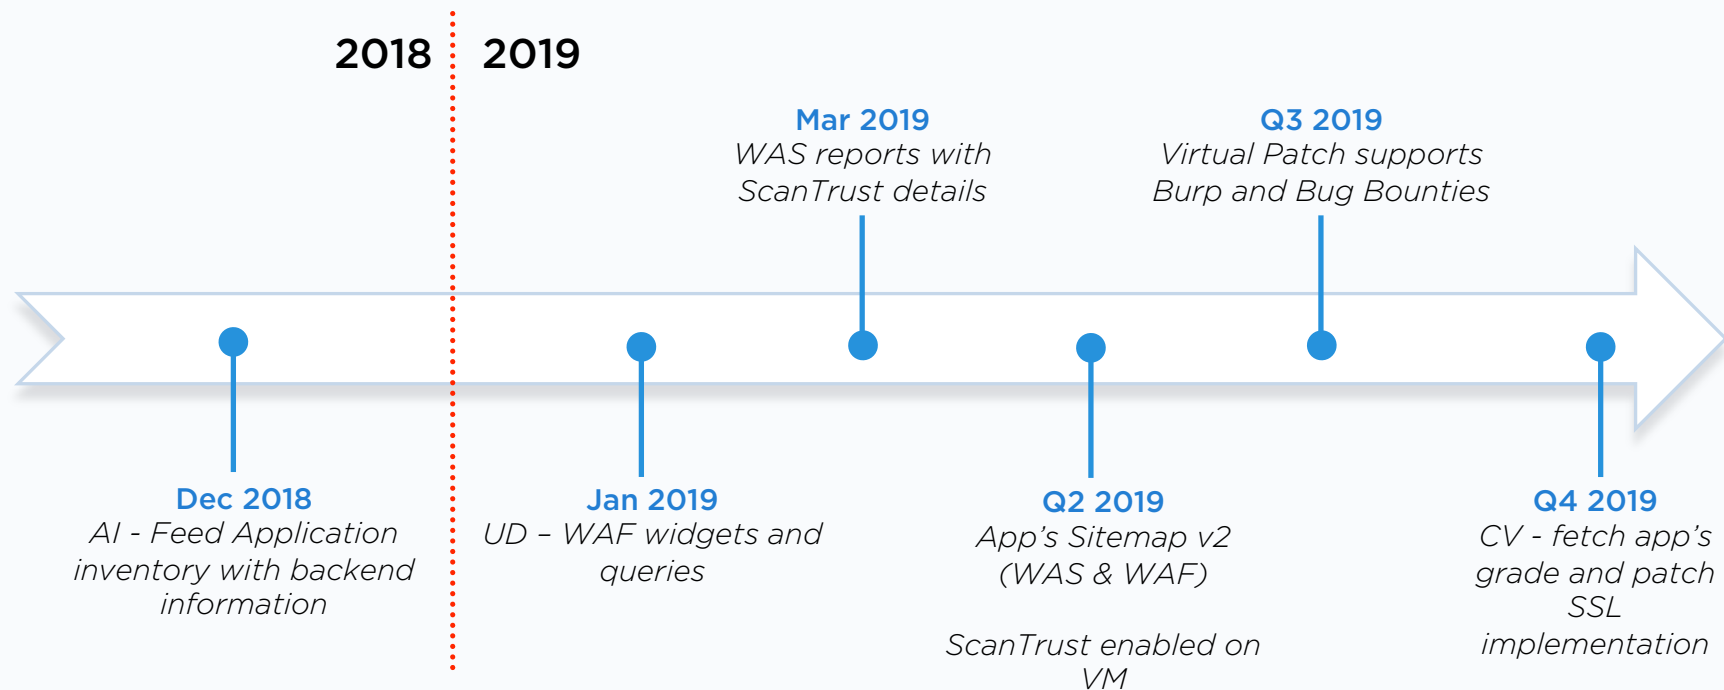 2018
2019
Mar 2019
WAS reports with
ScanTrust details
Q3 2019
Virtual Patch supports
Burp and Bug Bounties
Dec 2018
AI - Feed Application
inventory with backend
information
Jan 2019
UD – WAF widgets and
queries
Q2 2019
App’s Sitemap v2
(WAS & WAF)
ScanTrust enabled on
VM
Q4 2019
CV - fetch app’s
grade and patch
SSL
implementation